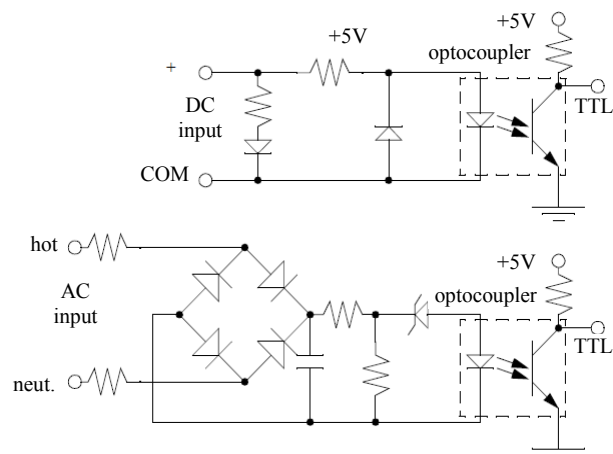 +5V
+5V
optocoupler
+
TTL
DC
input
COM
hot
+5V
AC
input
optocoupler
TTL
neut.